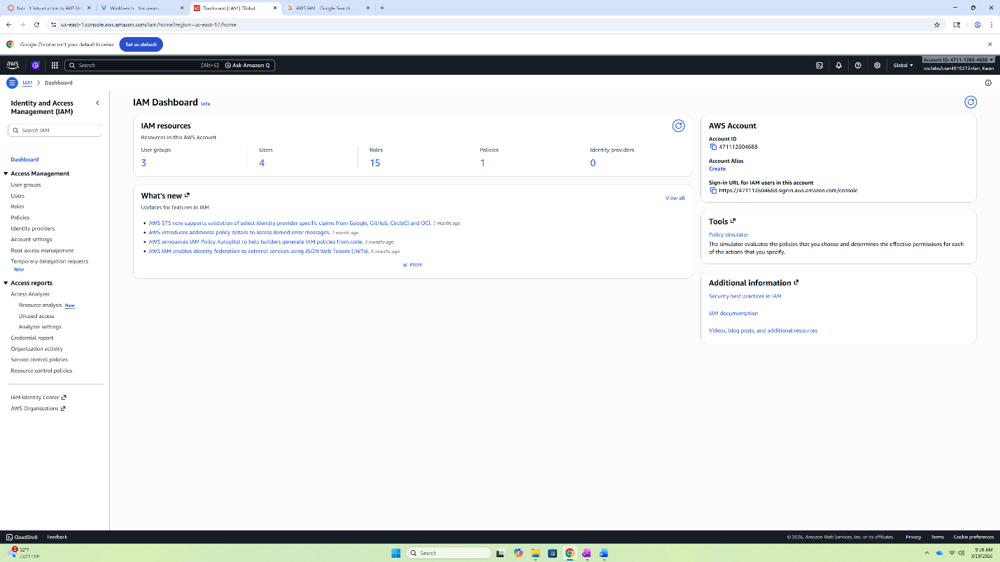 Lab - 1 Introduction to AWS IAM
Workbench - Vocareum
Dashboard | IAM | Global
AWS IAM - Google Search
us-east-1.console.aws.amazon.com/iam/home?region=us-east-1#/home
Google Chrome isn't your default browser
Set as default
aws
Search
[Alt+S]
Ask Amazon Q
Global
Account ID: 4711-1260-4688
voclabs/user4919272=Ian_Kwan
IAM
Dashboard
Identity and Access
Management (IAM)
Search IAM
Dashboard
Access Management
User groups
Users
Roles
Policies
Identity providers
Account settings
Root access management
Temporary delegation requests
New
Access reports
Access Analyzer
Resource analysis New
Unused access
Analyzer settings
Credential report
Organization activity
Service control policies
Resource control policies
IAM Identity Center
AWS Organizations
IAM Dashboard Info
IAM resources
Resources in this AWS Account
User groups
3
Users
4
Roles
15
Policies
1
Identity providers
0
What's new
View all
Updates for features in IAM
AWS STS now supports validation of select identity provider specific claims from Google, GitHub, CircleCI and OCI. 1 month ago
AWS introduces additional policy details to access denied error messages. 1 month ago
AWS announces IAM Policy Autopilot to help builders generate IAM policies from code. 3 months ago
AWS IAM enables identity federation to external services using JSON Web Tokens (JWTs). 3 months ago
more
AWS Account
Account ID
471112604688
Account Alias
Create
Sign-in URL for IAM users in this account
https://471112604688.signin.aws.amazon.com/console
Tools
Policy simulator
The simulator evaluates the policies that you choose and determines the effective permissions for each
of the actions that you specify.
Additional information
Security best practices in IAM
IAM documentation
Videos, blog posts, and additional resources
CloudShell
Feedback
© 2026, Amazon Web Services, Inc. or its affiliates.
Privacy
Terms
Cookie preferences
2
52°F
Light rain
Search
9:58 AM
3/19/2026